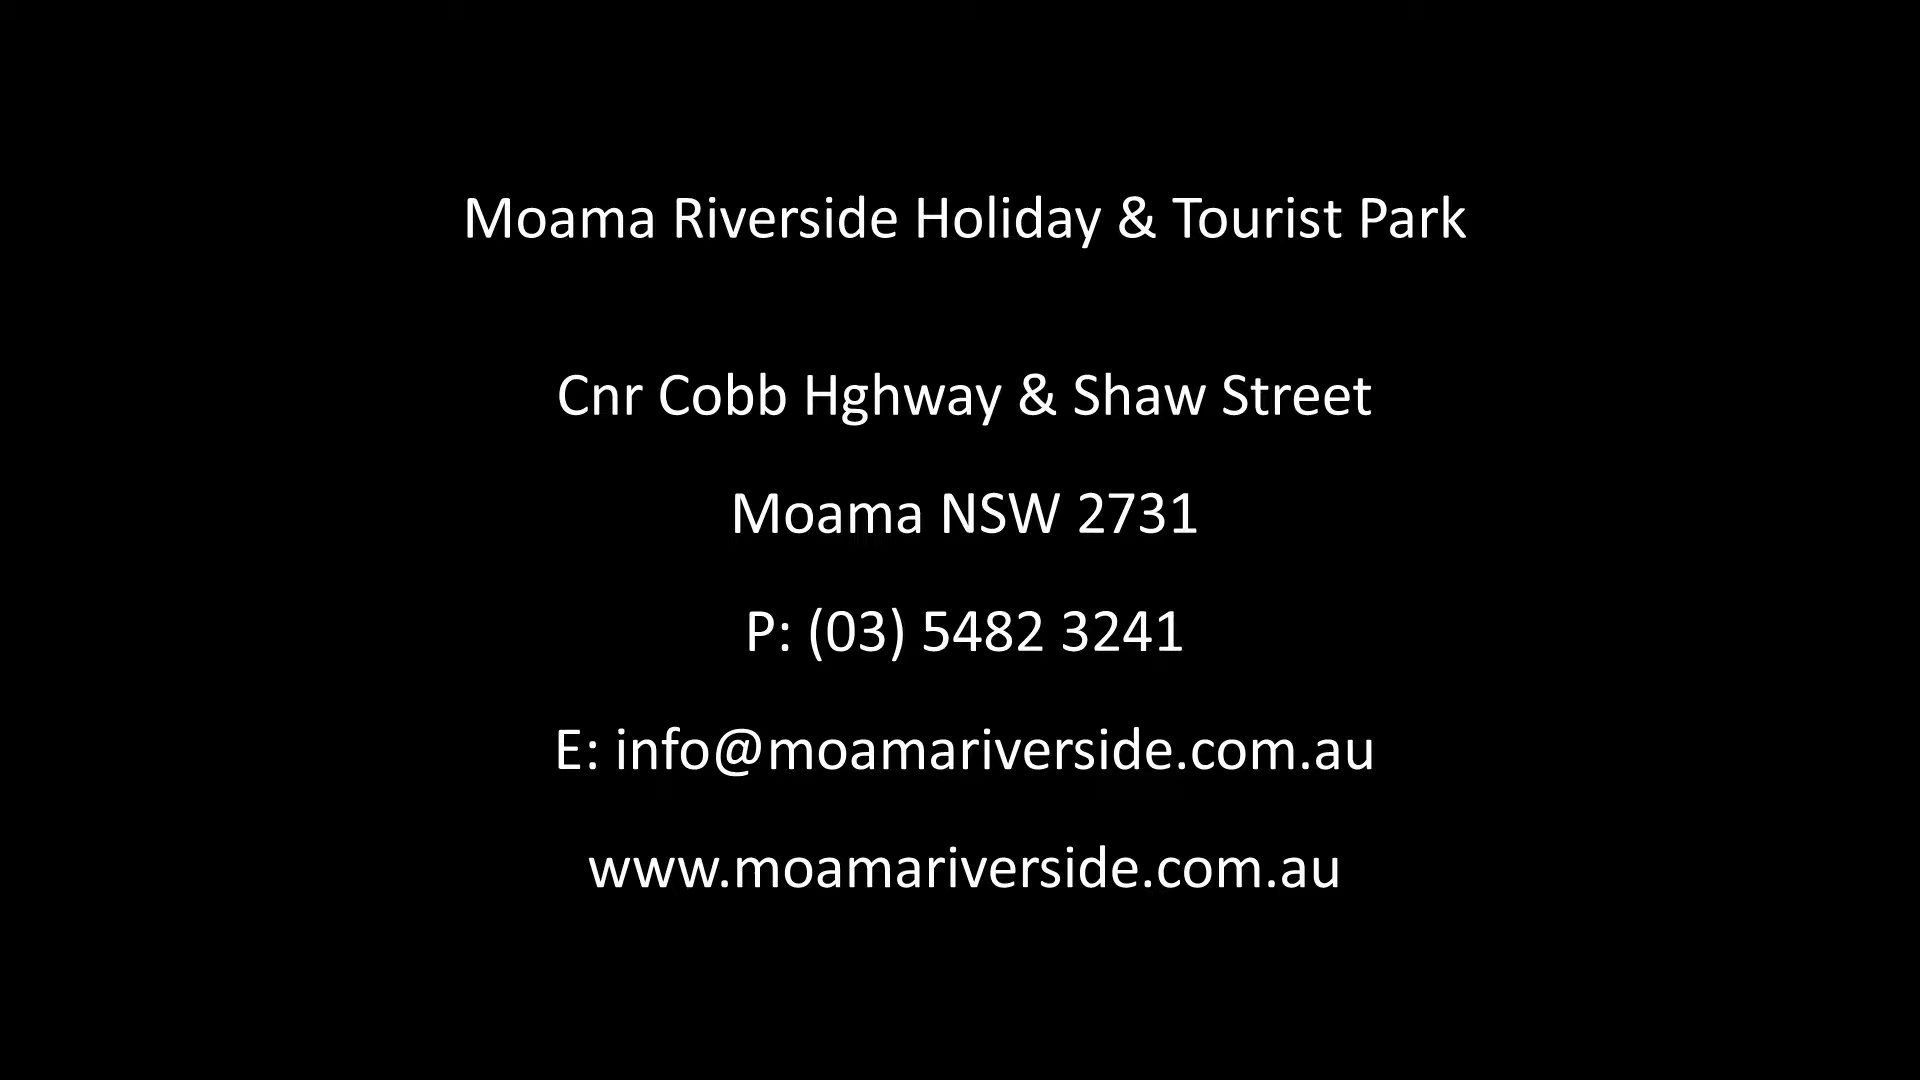 Moama Riverside Holiday & Tourist Park
Cnr Cobb Hghway & Shaw Street
Moama NSW 2731
P: (03) 5482 3241
E: info@moamariverside.com.au
www.moamariverside.com.au